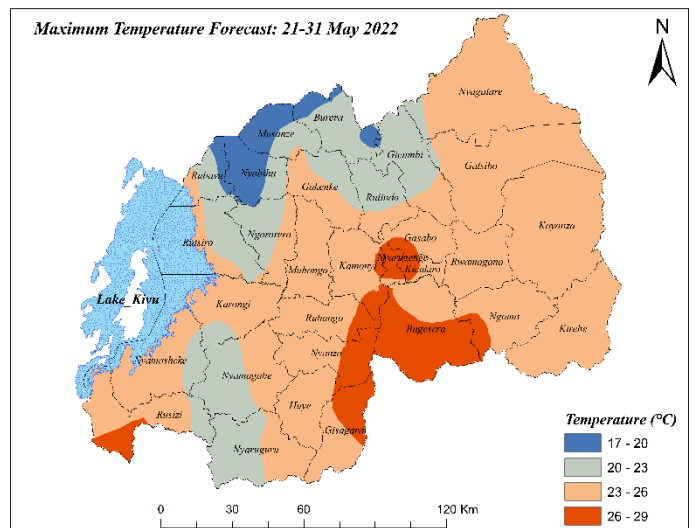 Maximum Temperature Forecast: 21-31 May 2022
N
Nyagatare
Burera
Musanze
Gicumbi
Gatsibo
Rubavu
Nyabihu
Gakenke
Rulindo
Kayonza
Rutsiro
Ngororero
Gasabo
Nyarugenge
Muhanga
Kamonyi
Kicukiro
Rwamagana
Lake_Kivu
Karongi
Ruhango
Bugesera
Ngoma
Kirehe
Nyanza
Nyamasheke
Nyamagabe
Huye
Rusizi
Gisagara
Nyaruguru
Temperature (°C)
17 - 20
20 - 23
23 - 26
26 - 29
0 30 60 120 Km